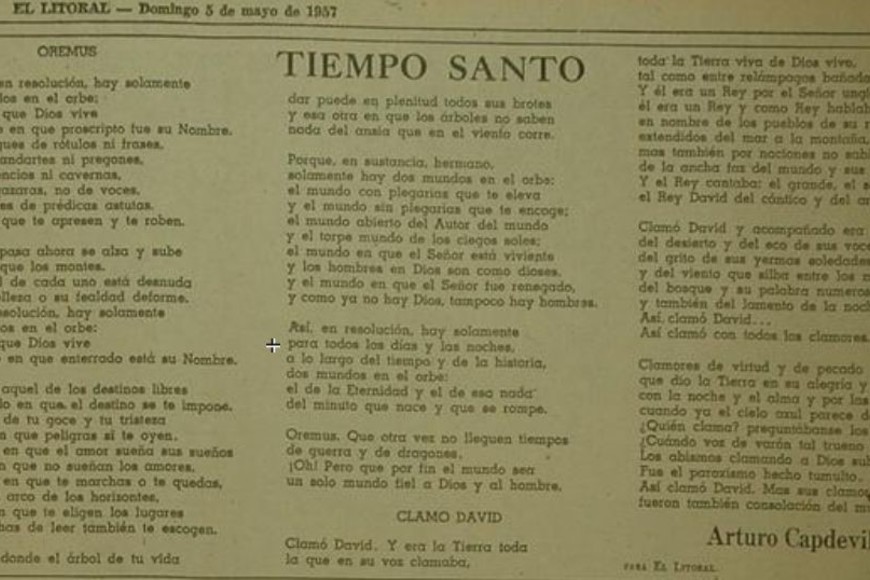 EL LITORAL — Domingo 5 de mayo de 1957
TIEMPO SANTO
OREMUS
en resolución, hay solamente
en el orbe:
que Dios vive
en que proscripto fue su Nombre.
de rótulos ni frases,
ni pregones,
ni cavernas,
no de voces.
de prédicas astutas.
que te apresen y te roben.
pasa ahora se alza y sube
que los montes.
de cada uno está desnuda
o su fealdad deforme.
hay solamente
en el orbe:
que Dios vive
en que enterrado está su Nombre.
aquel de los destinos libres
en que el destino se te impone.
de tu goce y tu tristeza
que peligras si te oyen.
en que el amor sueña sus sueños
que no sueñan los amores,
en que te marchas o te quedas,
arco de los horizontes,
que te eligen los lugares
de leer también te escogen.
donde el árbol de tu vida
dar puede en plenitud todos sus brotes
y esa otra en que los árboles no saben
nada del ansia que en el viento corre.
Porque, en sustancia, hermano,
solamente hay dos mundos en el orbe:
el mundo con plegarias que te eleva
y el mundo sin plegarias que te encoge;
el mundo abierto del Autor del mundo
y el torpe mundo de los ciegos soles;
el mundo en que el Señor está viviente
y los hombres en Dios son como dioses,
y el mundo en que el Señor fue renegado,
y como ya no hay Dios, tampoco hay hombres.
Así, en resolución, hay solamente
para todos los días y las noches,
a lo largo del tiempo y de la historia,
dos mundos en el orbe:
el de la Eternidad y el de esa nada
del minuto que nace y que se rompe.
Oremus. Que otra vez no lleguen tiempos
de guerra y de dragones.
¡Oh! Pero que por fin el mundo sea
un solo mundo fiel a Dios y al hombre.
CLAMO DAVID
Clamó David. Y era la Tierra toda
la que en su voz clamaba,
toda la Tierra viva de Dios vivo,
tal como entre relámpagos
Y él era un Rey por el Señor
él era un Rey y como Rey
en nombre de los pueblos de su
extendidos del mar a la montaña,
mas también por nociones no
de la ancha faz del mundo y sus
Y el Rey cantaba: el grande, el
el Rey David del cántico y del
Clamó David y acompañado era
del desierto y del eco de sus
del grito de sus yermas
y del viento que silba entre los
del bosque y su palabra
y también del lamento de la
Así, clamó David...
Así clamó con todos los clamores.
Clamores de virtud y de pecado
que dio la Tierra en su alegría y
con la noche y el alma y por las
cuando ya el cielo azul parece
¿Quién clama? preguntábanse los
¿Cuándo voz de varón tal trueno
Los abismos clamando a Dios
Fue el paroxismo hecho tumulto.
Así clamó David. Mas sus
fueron también consolación del
Arturo
PARA EL LITORAL